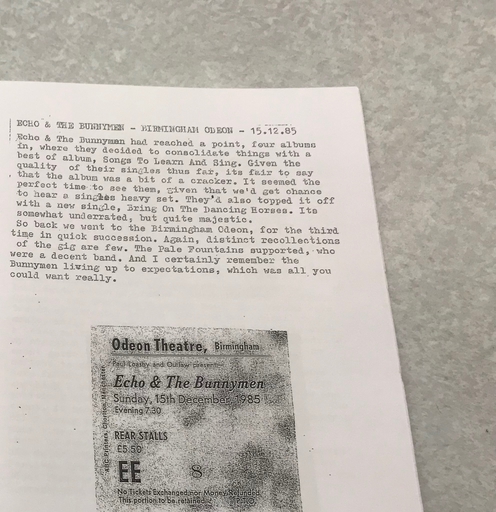 ECHO & THE BUNNYMEN - BIRMINGHAM ODEON - 15.12.85
Echo & The Bunnymen had reached a point, four albums
in, where they decided to consolidate things with a
best of album, Songs To Learn And Sing. Given the
quality of their singles thus far, its fair to say
that the album was a bit of a cracker. It seemed the
perfect time to see them, given that we'd get chance
to hear a singles heavy set. They'd also topped it off
with a new single, Bring On The Dancing Horses. Its
somewhat underrated, but quite majestic.
So back we went to the Birmingham Odeon, for the third
time in quick succession. Again, distinct recollections
of the gig are few. The Pale Fountains supported, who
were a decent band. And I certainly remember the
Bunnymen living up to expectations, which was all you
could want really.
Odeon Theatre, Birmingham
Paul Loasby and Outlaw present—
Echo & The Bunnymen
Sunday, 15th December, 1985
Evening 7.30
REAR STALLS
£5.50
EE 8
No Tickets Exchanged nor Money Refunded
This portion to be retained